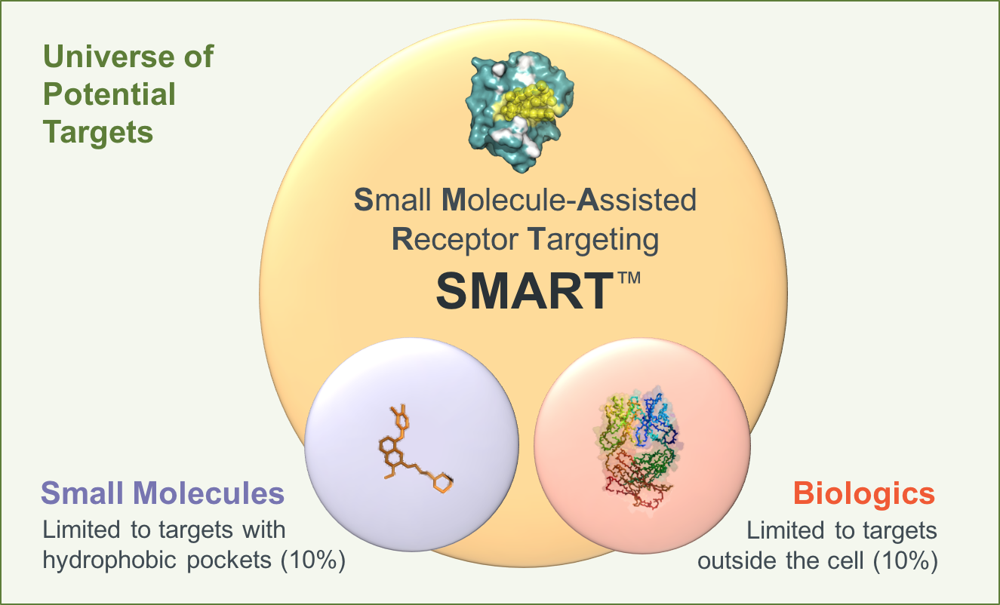 Universe of
Potential
Targets
Small Molecule-Assisted
Receptor Targeting
SMART™
Small Molecules
Limited to targets with
hydrophobic pockets (10%)
Biologics
Limited to targets
outside the cell (10%)